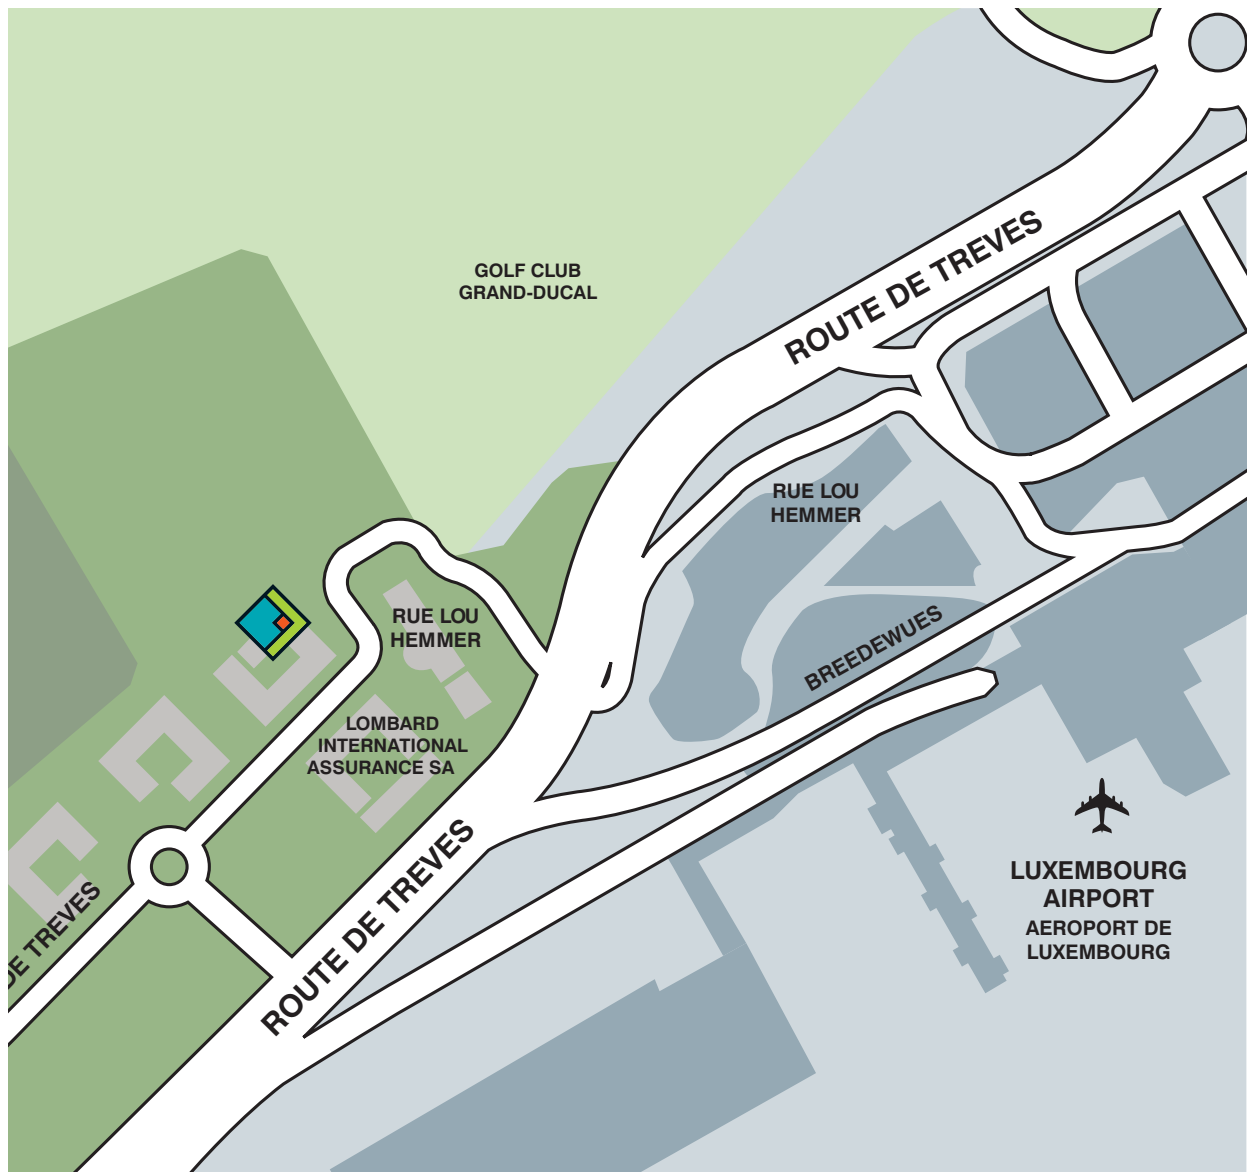 GOLF CLUB
GRAND-DUCAL
ROUTE DE TREVES
RUE LOU
HEMMER
RUE LOU
HEMMER
BREEDEWUES
LOMBARD
INTERNATIONAL
ASSURANCE SA
ROUTE DE TREVES
DE TREVES
LUXEMBOURG
AIRPORT
AEROPORT DE
LUXEMBOURG